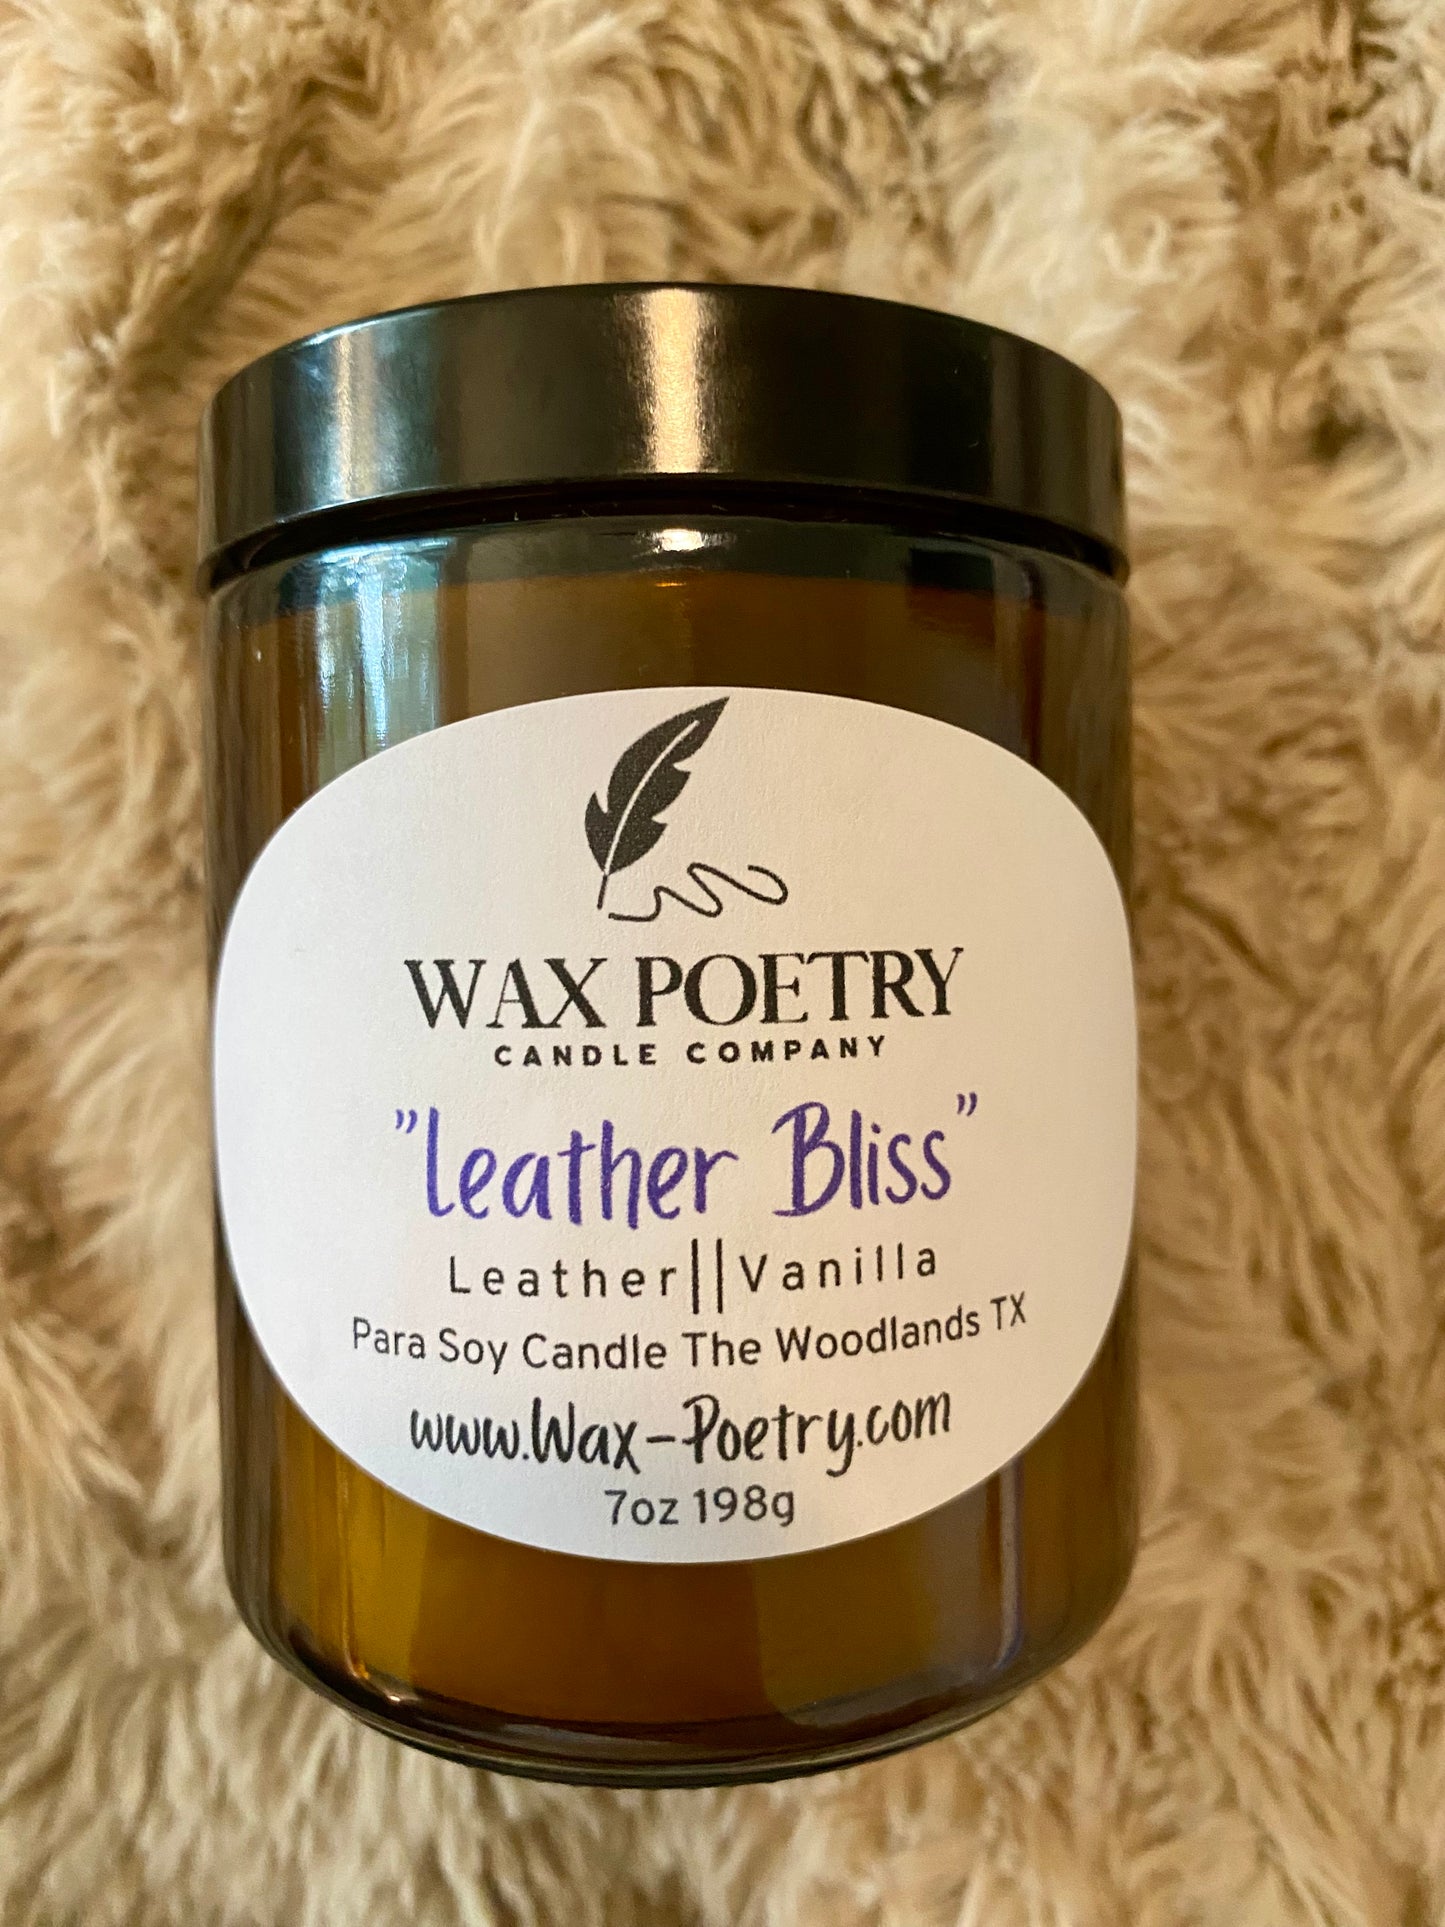 WAX POETRY
CANDLE COMPANY
"Leather Bliss"
Leather||Vanilla
Para Soy Candle The Woodlands TX
www.Wax-Poetry.com
7oz 198g